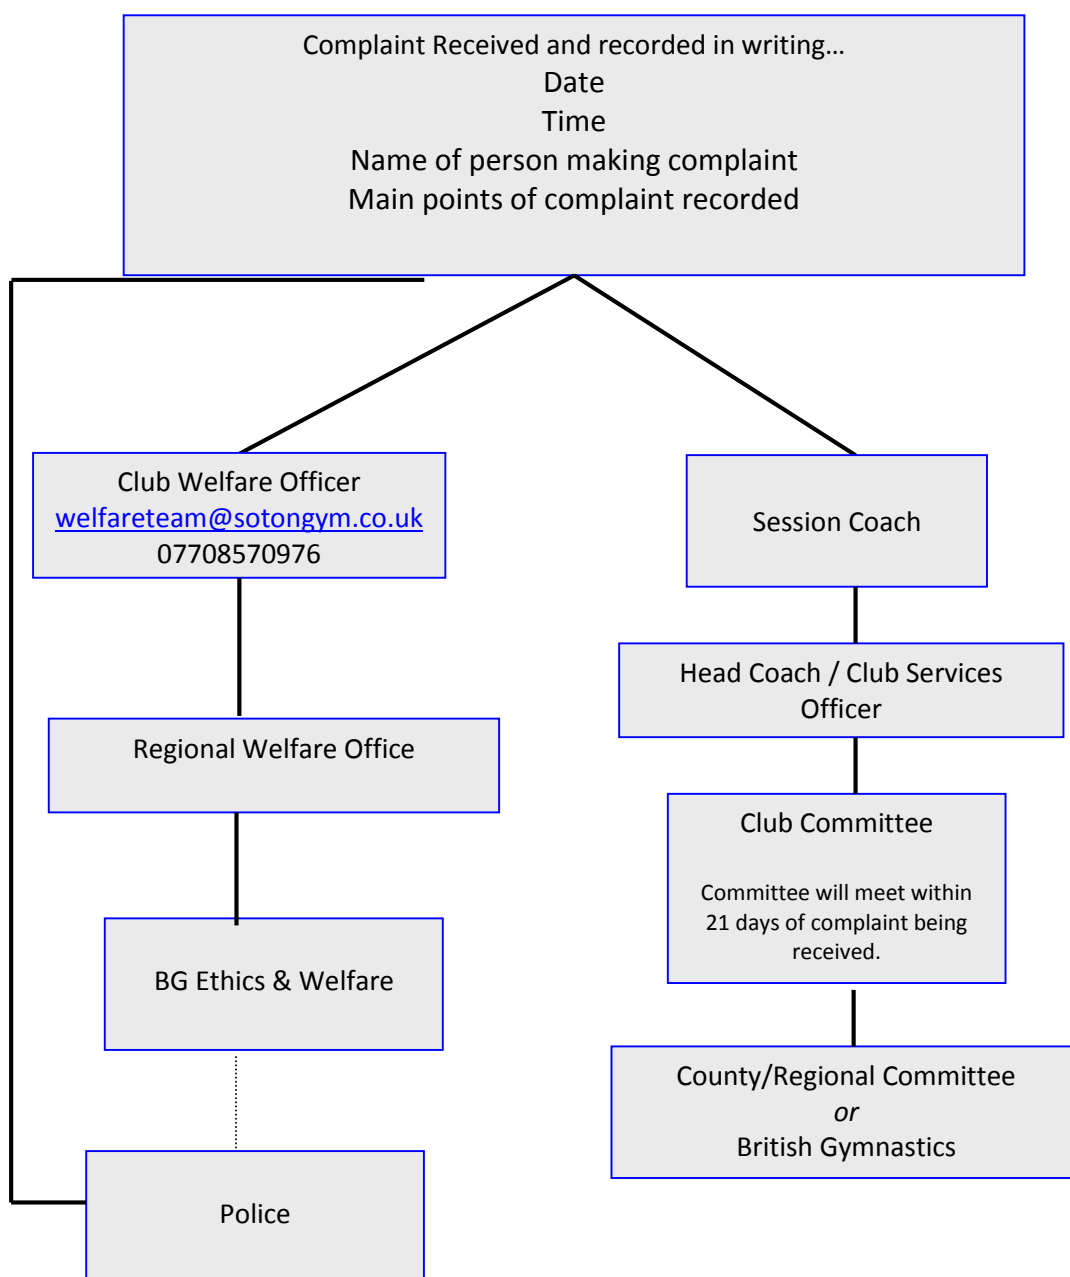 Complaint Received and recorded in writing…
Date
Time
Name of person making complaint
Main points of complaint recorded
Club Welfare Officer
welfareteam@sotongym.co.uk
07708570976
Regional Welfare Office
BG Ethics & Welfare
Police
Session Coach
Head Coach / Club Services
Officer
Club Committee
Committee will meet within
21 days of complaint being
received.
County/Regional Committee
or
British Gymnastics